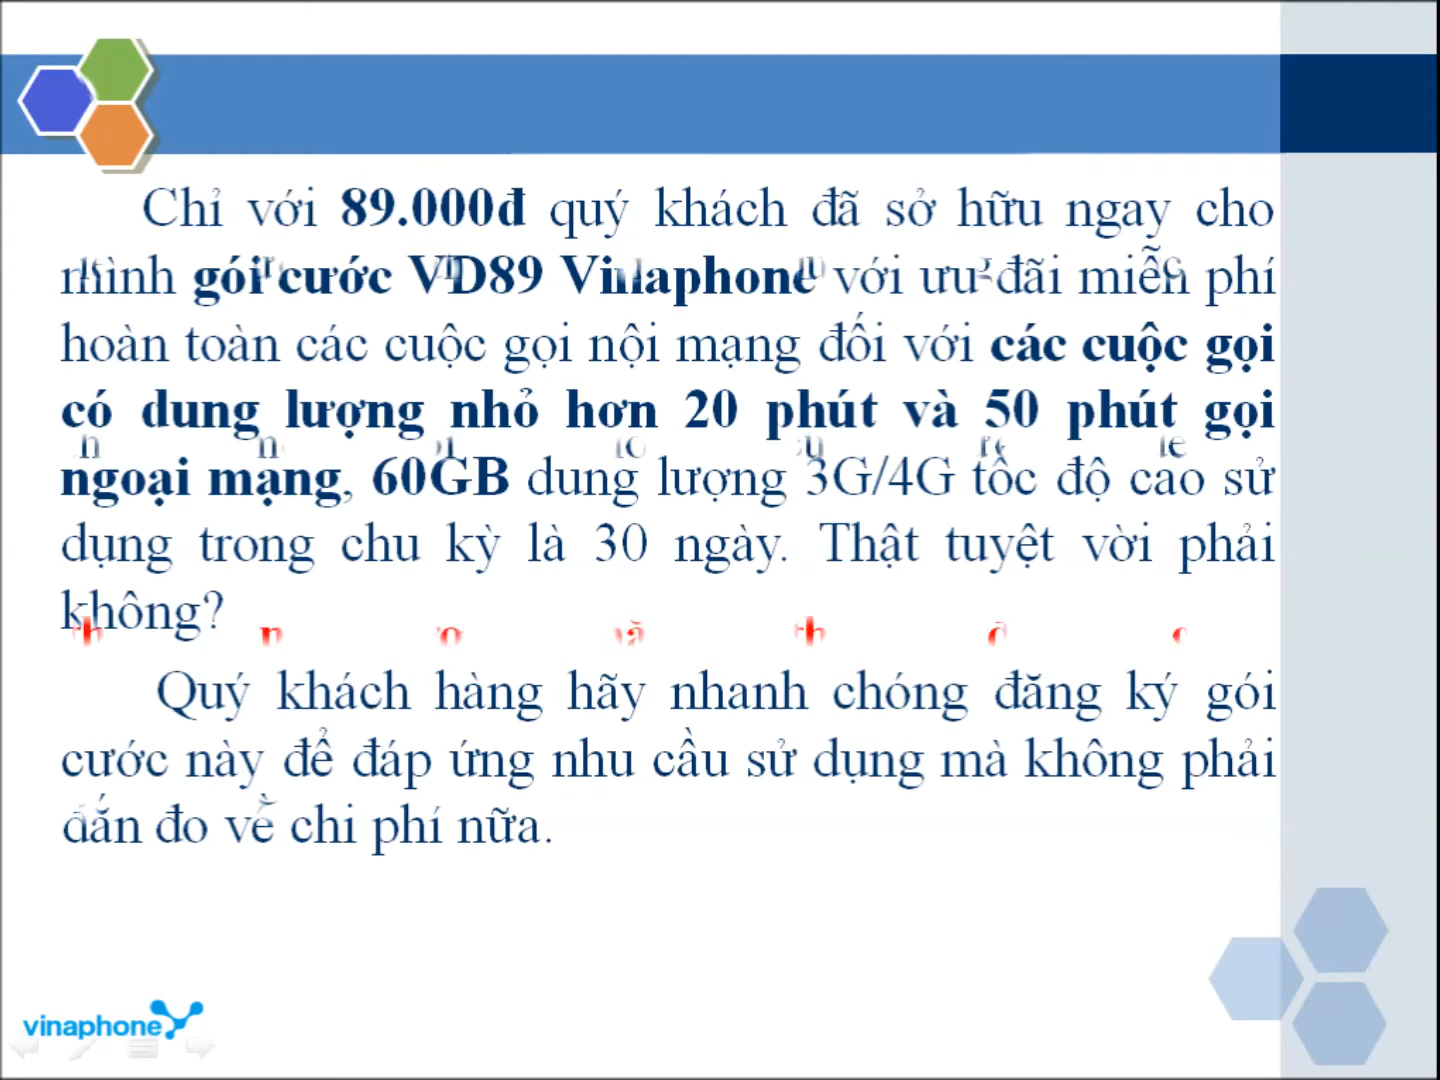 Chỉ với 89.000đ quý khách đã sở hữu ngay cho
mình gói cước VD89 Vinaphone với ưu đãi miễn phí
hoàn toàn các cuộc gọi nội mạng đối với các cuộc gọi
có dung lượng nhỏ hơn 20 phút và 50 phút gọi
ngoại mạng, 60GB dung lượng 3G/4G tốc độ cao sử
dụng trong chu kỳ là 30 ngày. Thật tuyệt vời phải
không?
Quý khách hàng hãy nhanh chóng đăng ký gói
cước này để đáp ứng nhu cầu sử dụng mà không phải
đắn đo về chi phí nữa.
vinaphone